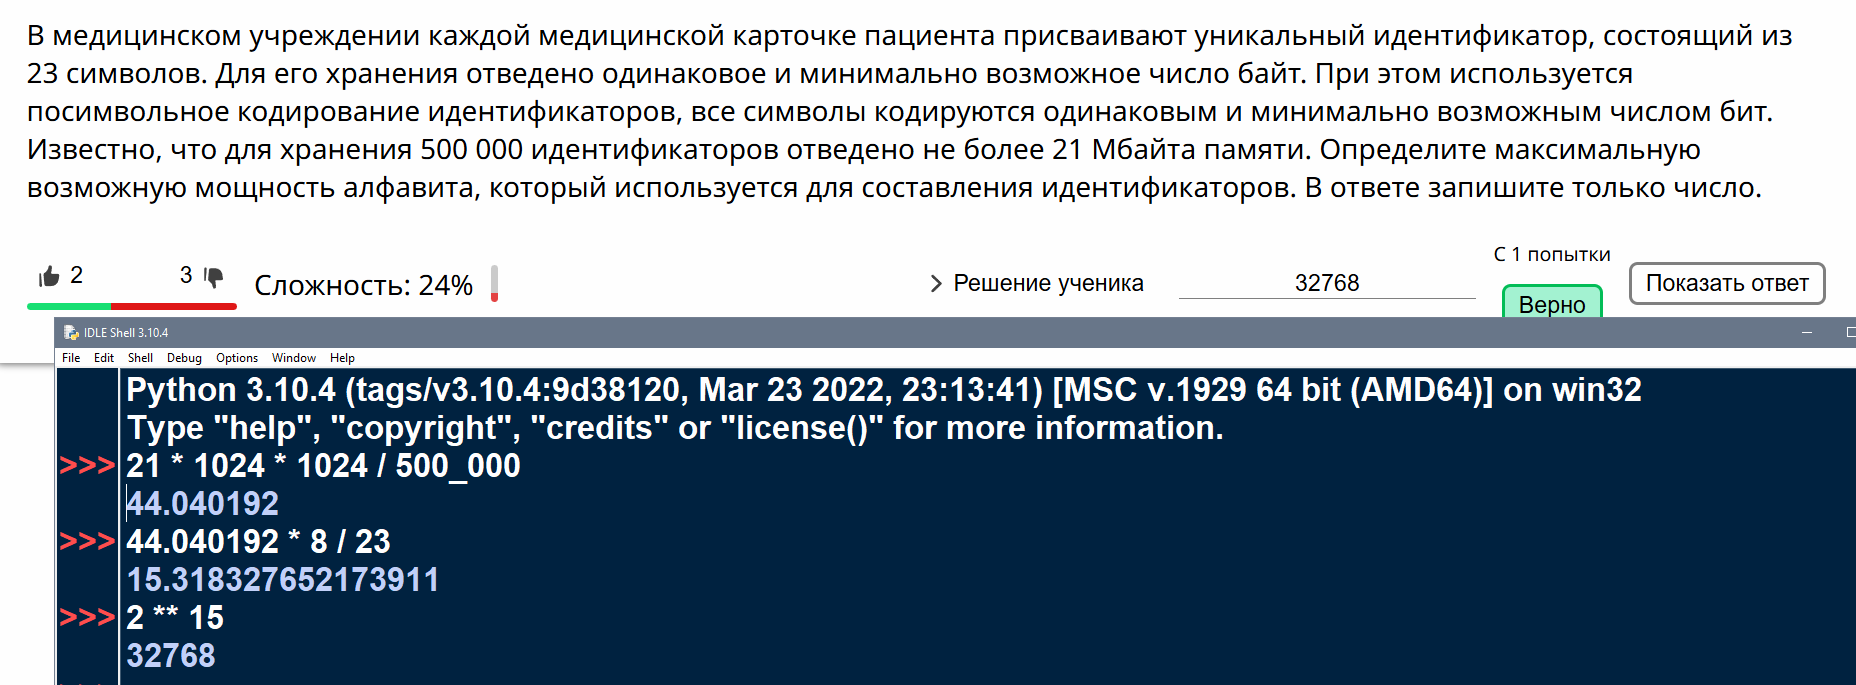 В медицинском учреждении каждой медицинской карточке пациента присваивают уникальный идентификатор, состоящий из
23 символов. Для его хранения отведено одинаковое и минимально возможное число байт. При этом используется
посимвольное кодирование идентификаторов, все символы кодируются одинаковым и минимально возможным числом бит.
Известно, что для хранения 500 000 идентификаторов отведено не более 21 Мбайта памяти. Определите максимальную
возможную мощность алфавита, который используется для составления идентификаторов. В ответе запишите только число.
2 3 Сложность: 24% Решение ученика 32768 С 1 попытки Верно Показать ответ
IDLE Shell 3.10.4
File Edit Shell Debug Options Window Help
Python 3.10.4 (tags/v3.10.4:9d38120, Mar 23 2022, 23:13:41) [MSC v.1929 64 bit (AMD64)] on win32
Type "help", "copyright", "credits" or "license()" for more information.
>>> 21 * 1024 * 1024 / 500_000
44.040192
>>> 44.040192 * 8 / 23
15.318327652173911
>>> 2 ** 15
32768